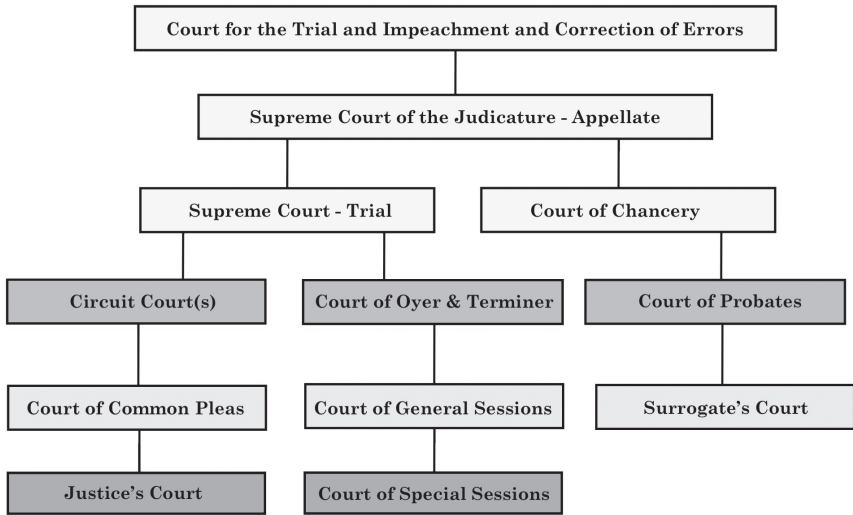 Court for the Trial and Impeachment and Correction of Errors
Supreme Court of the Judicature - Appellate
Supreme Court - Trial
Court of Chancery
Circuit Court(s)
Court of Oyer & Terminer
Court of Probates
Court of Common Pleas
Court of General Sessions
Surrogate's Court
Justice's Court
Court of Special Sessions